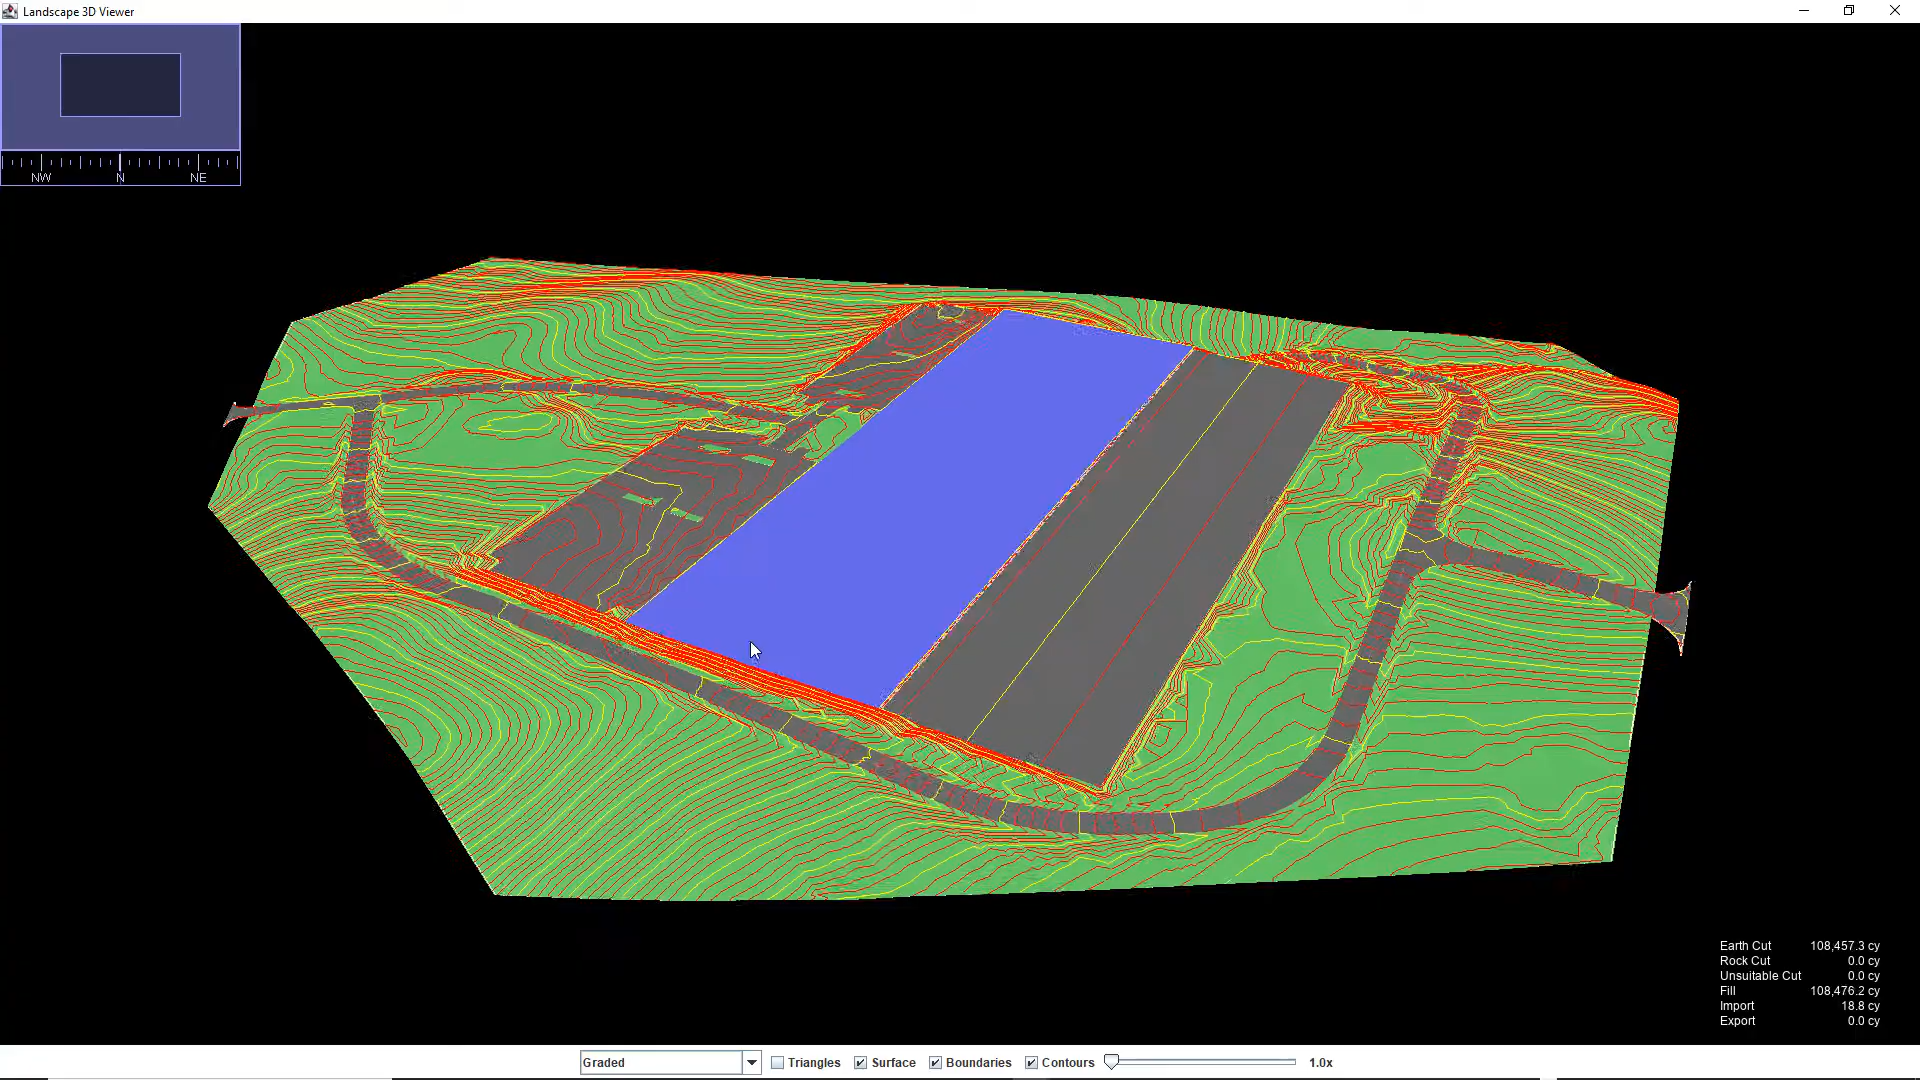 Landscape 3D Viewer
NW N NE
Earth Cut 108,457.3 cy
Rock Cut 0.0 cy
Unsuitable Cut 0.0 cy
Fill 108,476.2 cy
Import 18.8 cy
Export 0.0 cy
Graded Triangles Surface Boundaries Contours 1.0x